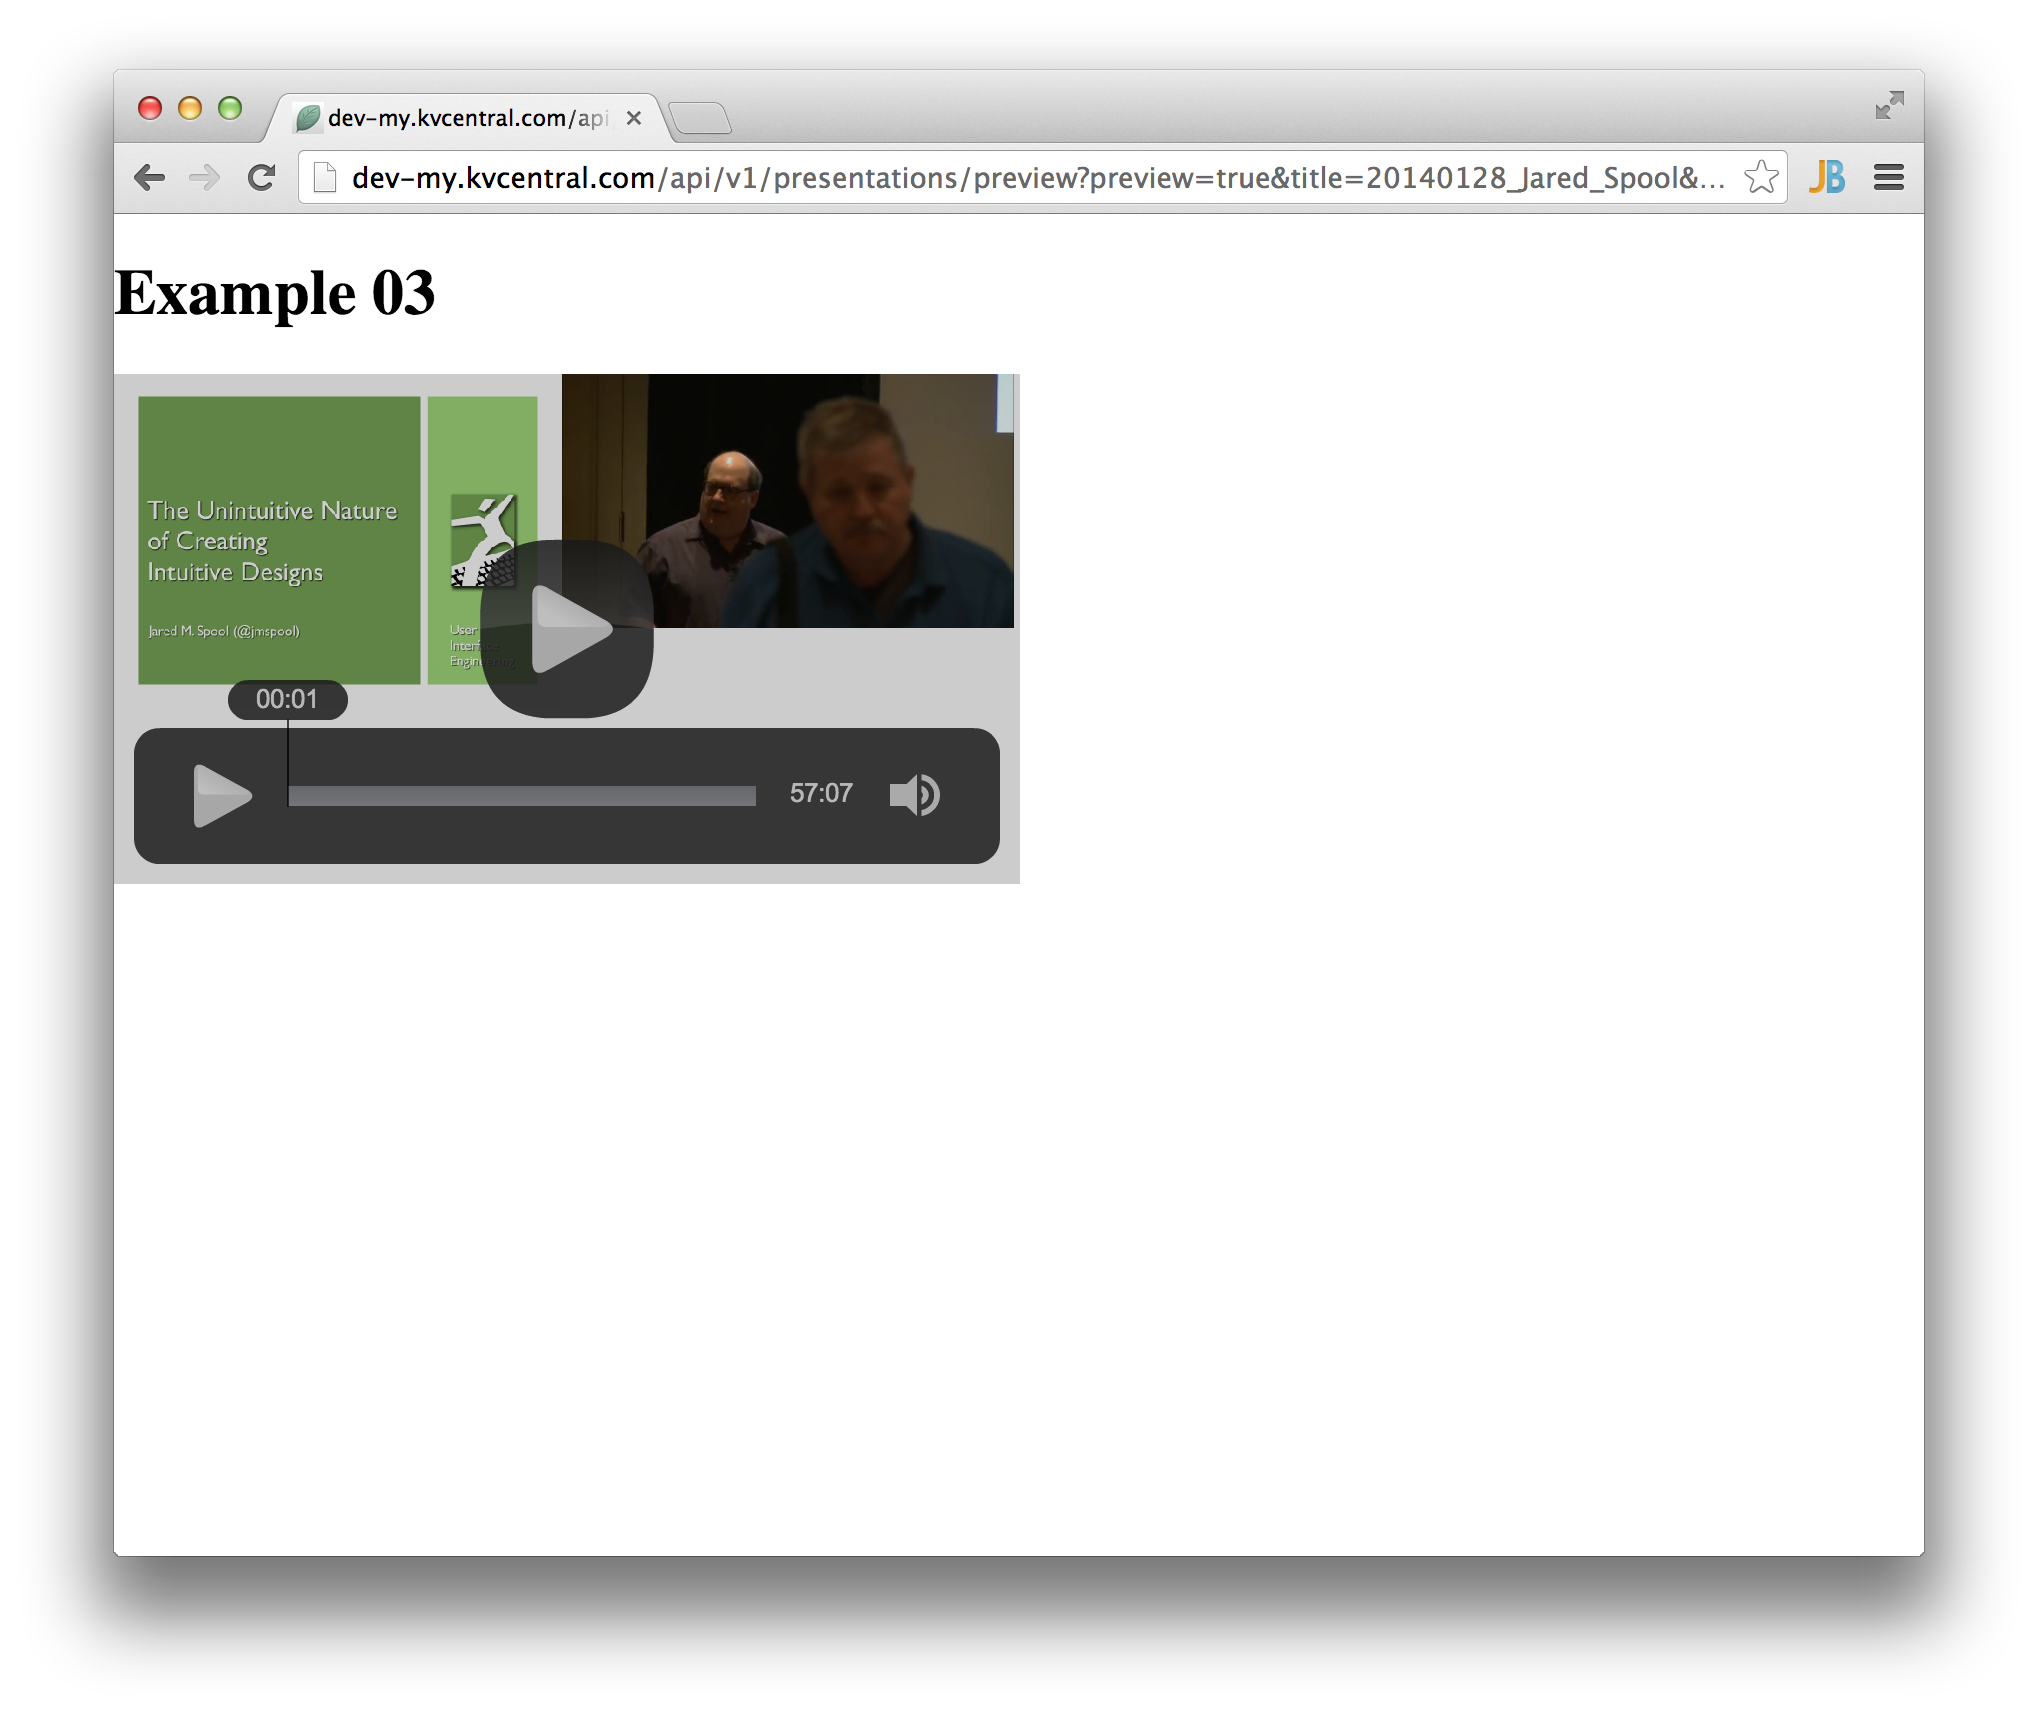 dev-my.kvcentral.com/api
dev-my.kvcentral.com/api/v1/presentations/preview?preview=true&title=20140128_Jared_Spool&...
JB
Example 03
The Unintuitive Nature
of Creating
Intuitive Designs
Jared M. Spool (@jmspool)
User
Interface
Engineering
00:01
57:07